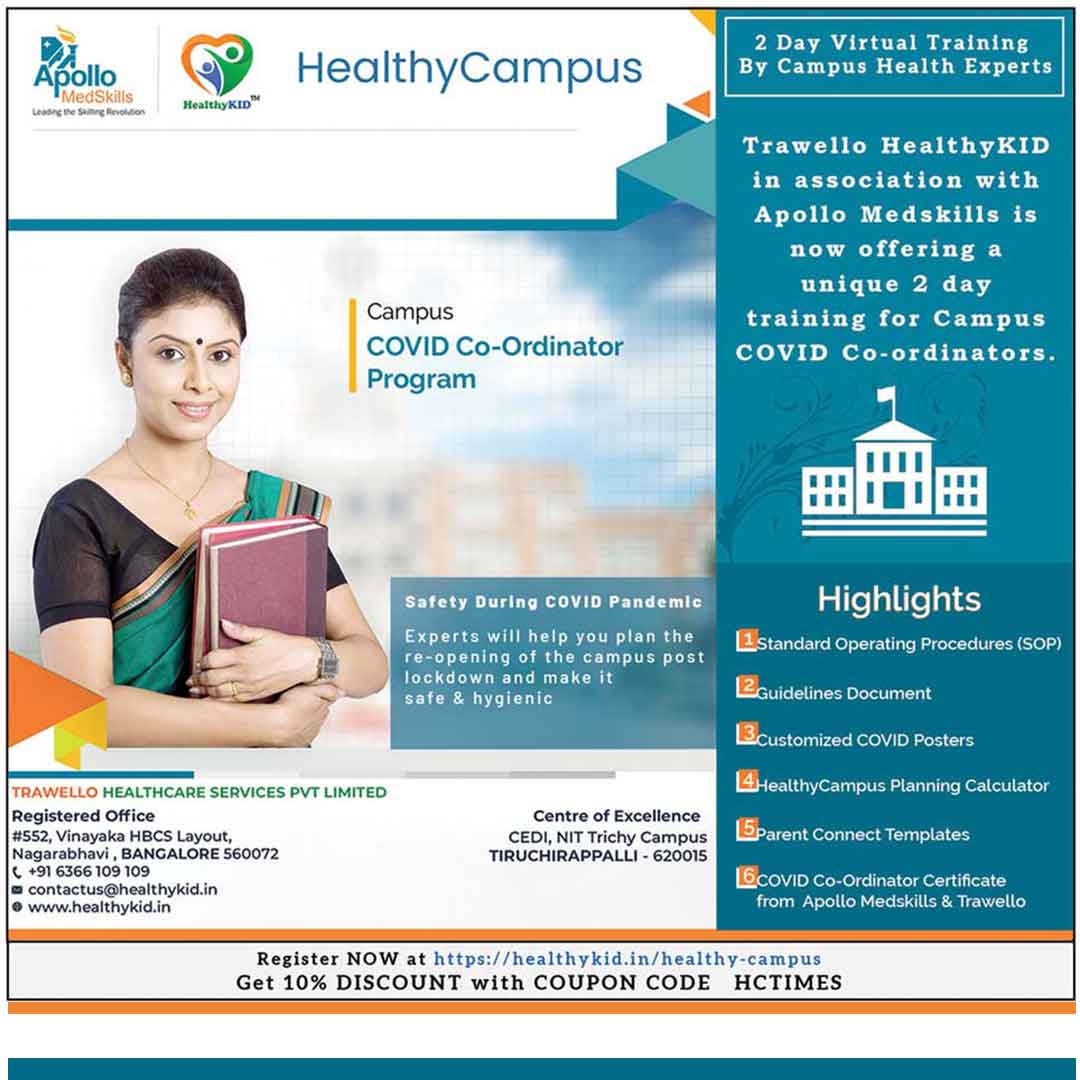 Apollo
MedSkills
Leading the Skilling Revolution
HealthyKID™
HealthyCampus
2 Day Virtual Training
By Campus Health Experts
Trawello HealthyKID
in association with
Apollo Medskills is
now offering a
unique 2 day
training for Campus
COVID Co-ordinators.
Campus
COVID Co-Ordinator
Program
Safety During COVID Pandemic
Experts will help you plan the
re-opening of the campus post
lockdown and make it
safe & hygienic
Highlights
1 Standard Operating Procedures (SOP)
2 Guidelines Document
3 Customized COVID Posters
4 HealthyCampus Planning Calculator
5 Parent Connect Templates
6 COVID Co-Ordinator Certificate
from Apollo Medskills & Trawello
TRAWELLO HEALTHCARE SERVICES PVT LIMITED
Registered Office
#552, Vinayaka HBCS Layout,
Nagarabhavi , BANGALORE 560072
+91 6366 109 109
contactus@healthykid.in
www.healthykid.in
Centre of Excellence
CEDI, NIT Trichy Campus
TIRUCHIRAPPALLI - 620015
Register NOW at https://healthykid.in/healthy-campus
Get 10% DISCOUNT with COUPON CODE HCTIMES